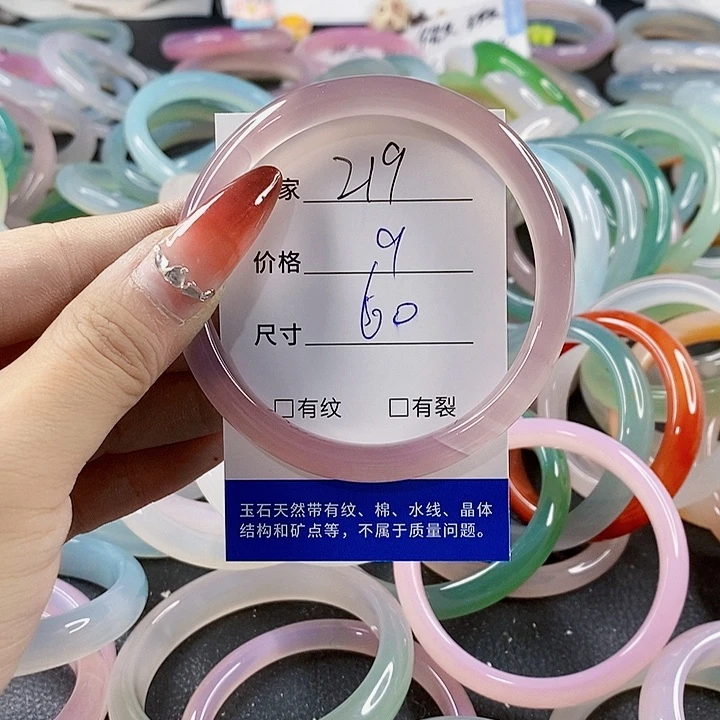 家 219
价格 9
尺寸 60
□有纹 □有裂
玉石天然带有纹、棉、水线、晶体
结构和矿点等，不属于质量问题。